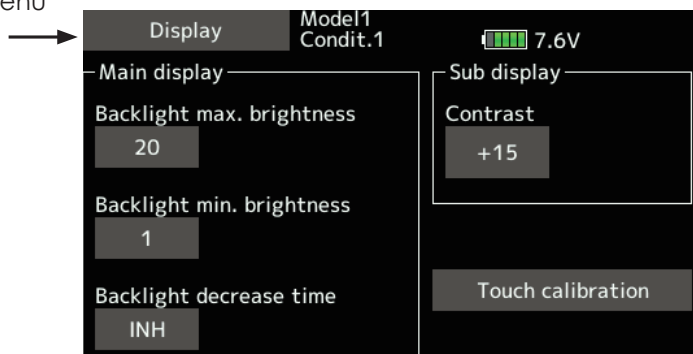 enu
Display
Model1
Condit.1
7.6V
Main display
Backlight max. brightness
20
Backlight min. brightness
1
Backlight decrease time
INH
Sub display
Contrast
+15
Touch calibration